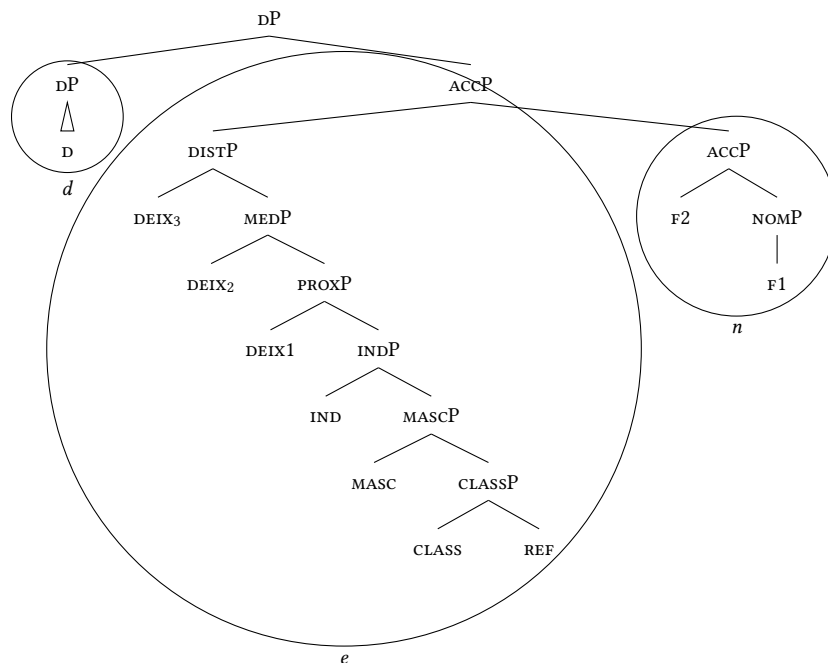 DP
DP ACCP
D DISTP ACCP
d
DEIX3 MEDP F2 NOMP
DEIX2 PROXP F1
DEIX1 INDP n
IND MASCP
MASC CLASSP
CLASS REF
e